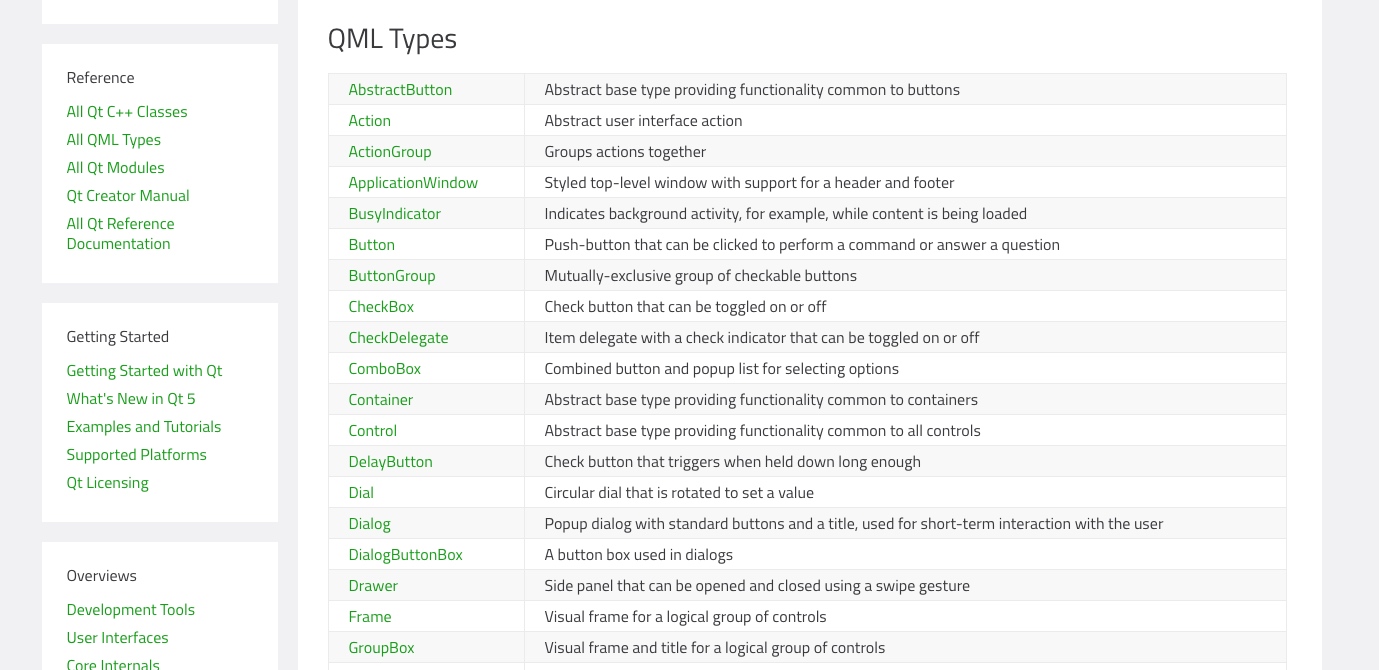 Reference
All Qt C++ Classes
All QML Types
All Qt Modules
Qt Creator Manual
All Qt Reference
Documentation
Getting Started
Getting Started with Qt
What's New in Qt 5
Examples and Tutorials
Supported Platforms
Qt Licensing
Overviews
Development Tools
User Interfaces
Core Internals
QML Types
AbstractButton Abstract base type providing functionality common to buttons
Action Abstract user interface action
ActionGroup Groups actions together
ApplicationWindow Styled top-level window with support for a header and footer
BusyIndicator Indicates background activity, for example, while content is being loaded
Button Push-button that can be clicked to perform a command or answer a question
ButtonGroup Mutually-exclusive group of checkable buttons
CheckBox Check button that can be toggled on or off
CheckDelegate Item delegate with a check indicator that can be toggled on or off
ComboBox Combined button and popup list for selecting options
Container Abstract base type providing functionality common to containers
Control Abstract base type providing functionality common to all controls
DelayButton Check button that triggers when held down long enough
Dial Circular dial that is rotated to set a value
Dialog Popup dialog with standard buttons and a title, used for short-term interaction with the user
DialogButtonBox A button box used in dialogs
Drawer Side panel that can be opened and closed using a swipe gesture
Frame Visual frame for a logical group of controls
GroupBox Visual frame and title for a logical group of controls